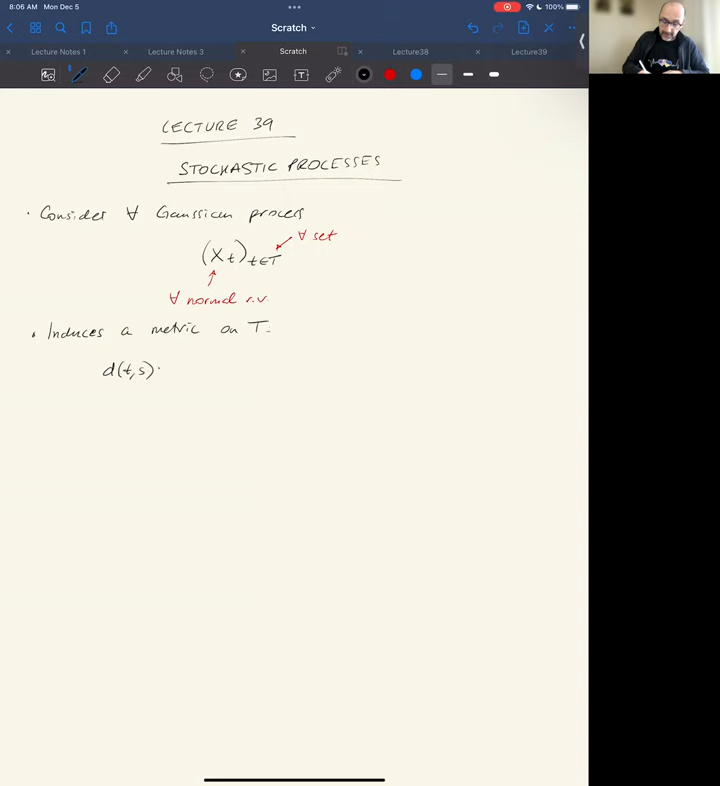 8:06 AM Mon Dec 5
100%
Scratch
Lecture Notes 1
Lecture Notes 3
Scratch
Lecture38
Lecture39
LECTURE 39
STOCHASTIC PROCESSES
· Consider ∀ Gaussian process
(Xt)t∈T
∀ set
∀ normal r.v.
· Induces a metric on T.
d(t,s)